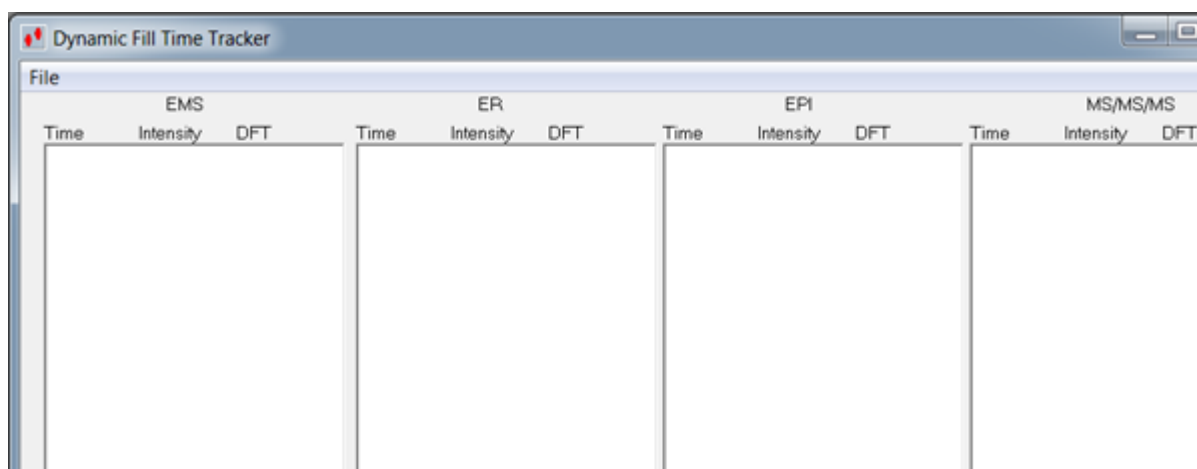 Dynamic Fill Time Tracker
File
EMS ER EPI MS/MS/MS
Time Intensity DFT Time Intensity DFT Time Intensity DFT Time Intensity DFT